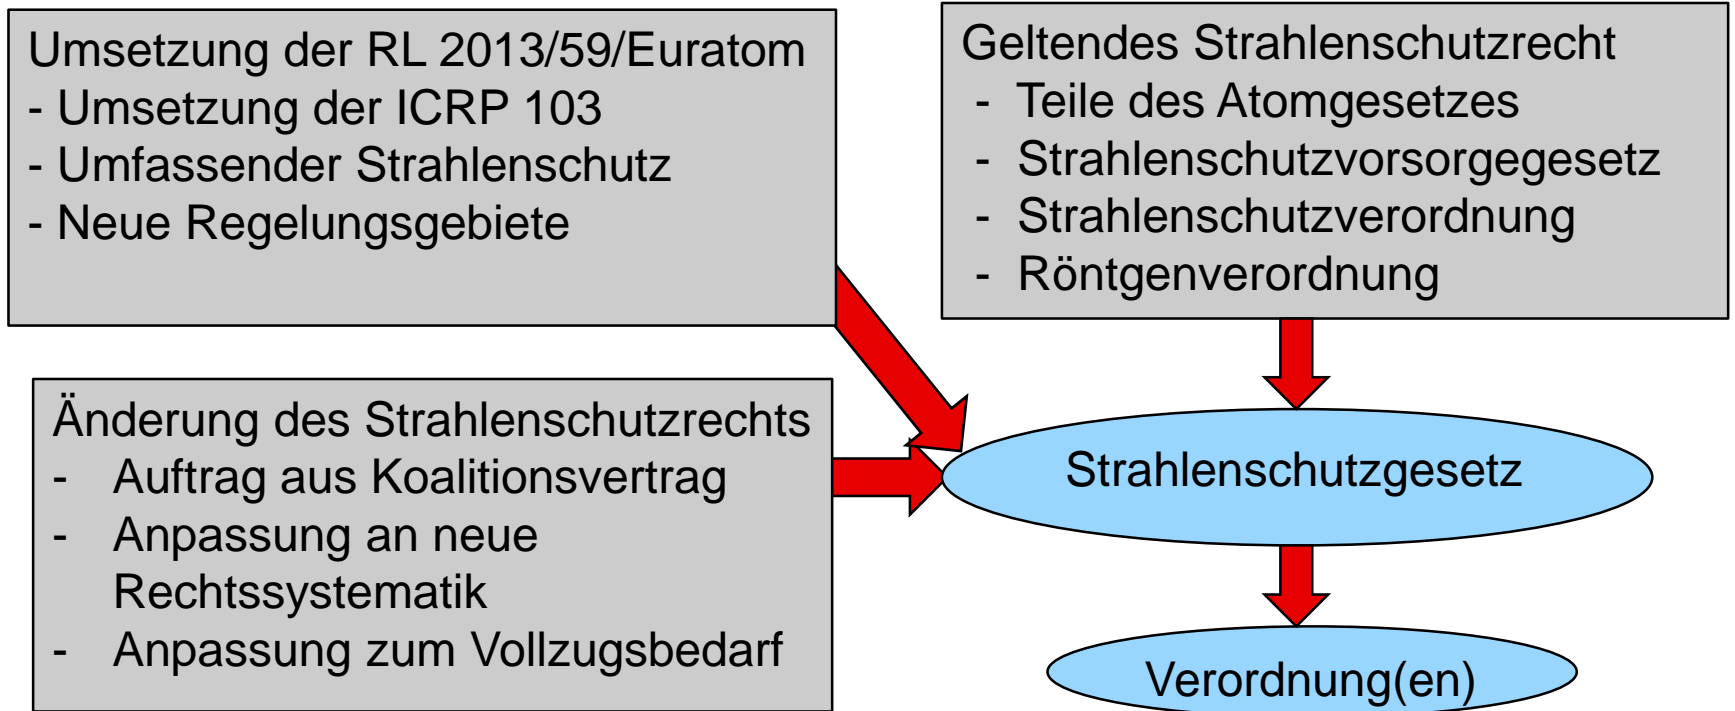 Umsetzung der RL 2013/59/Euratom
- Umsetzung der ICRP 103
- Umfassender Strahlenschutz
- Neue Regelungsgebiete
Geltendes Strahlenschutzrecht
- Teile des Atomgesetzes
- Strahlenschutzvorsorgegesetz
- Strahlenschutzverordnung
- Röntgenverordnung
Änderung des Strahlenschutzrechts
- Auftrag aus Koalitionsvertrag
- Anpassung an neue
Rechtssystematik
- Anpassung zum Vollzugsbedarf
Strahlenschutzgesetz
Verordnung(en)